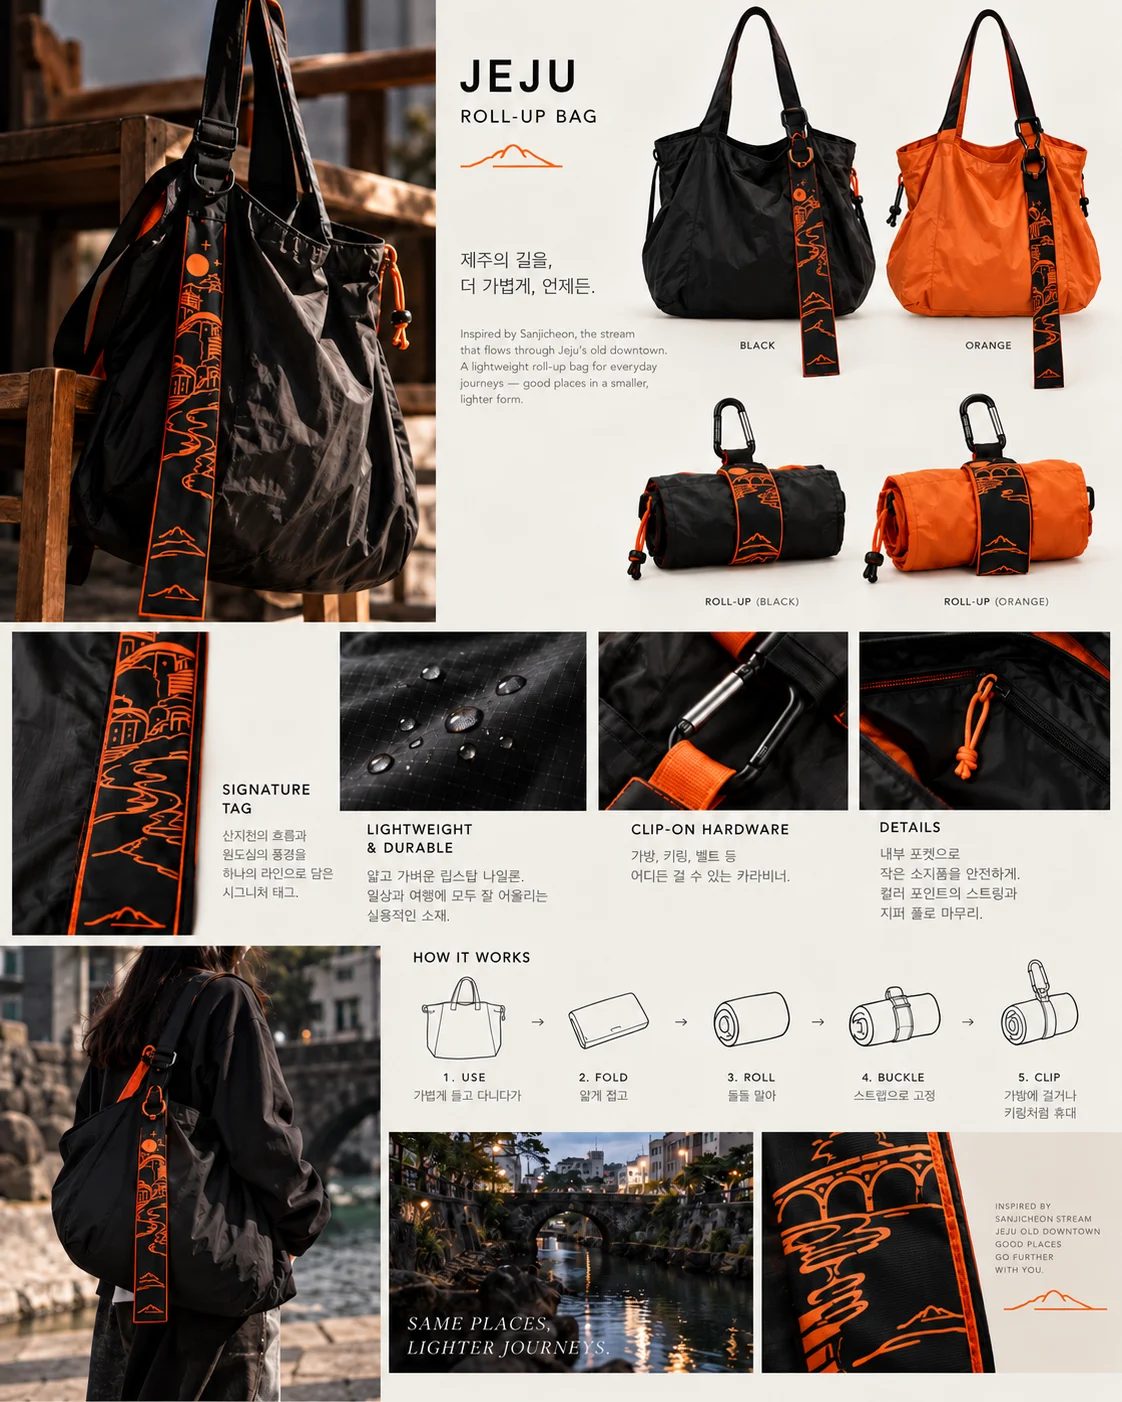 JEJU
ROLL-UP BAG
제주의 길을,
더 가볍게, 언제든.
Inspired by Sanjicheon, the stream
that flows through Jeju's old downtown.
A lightweight roll-up bag for everyday
journeys — good places in a smaller,
lighter form.
BLACK
ORANGE
ROLL-UP (BLACK)
ROLL-UP (ORANGE)
SIGNATURE
TAG
산지천의 흐름과
원도심의 풍경을
하나의 라인으로 담은
시그니처 태그.
LIGHTWEIGHT
& DURABLE
얇고 가벼운 립스탑 나일론.
일상과 여행에 모두 잘 어울리는
실용적인 소재.
CLIP-ON HARDWARE
가방, 키링, 벨트 등
어디든 걸 수 있는 카라비너.
DETAILS
내부 포켓으로
작은 소지품을 안전하게.
컬러 포인트의 스트링과
지퍼 풀로 마무리.
HOW IT WORKS
1. USE
가볍게 들고 다니다가
2. FOLD
얇게 접고
3. ROLL
돌돌 말아
4. BUCKLE
스트랩으로 고정
5. CLIP
가방에 걸거나
키링처럼 휴대
SAME PLACES,
LIGHTER JOURNEYS.
INSPIRED BY
SANJICHEON STREAM
JEJU OLD DOWNTOWN
GOOD PLACES
GO FURTHER
WITH YOU.